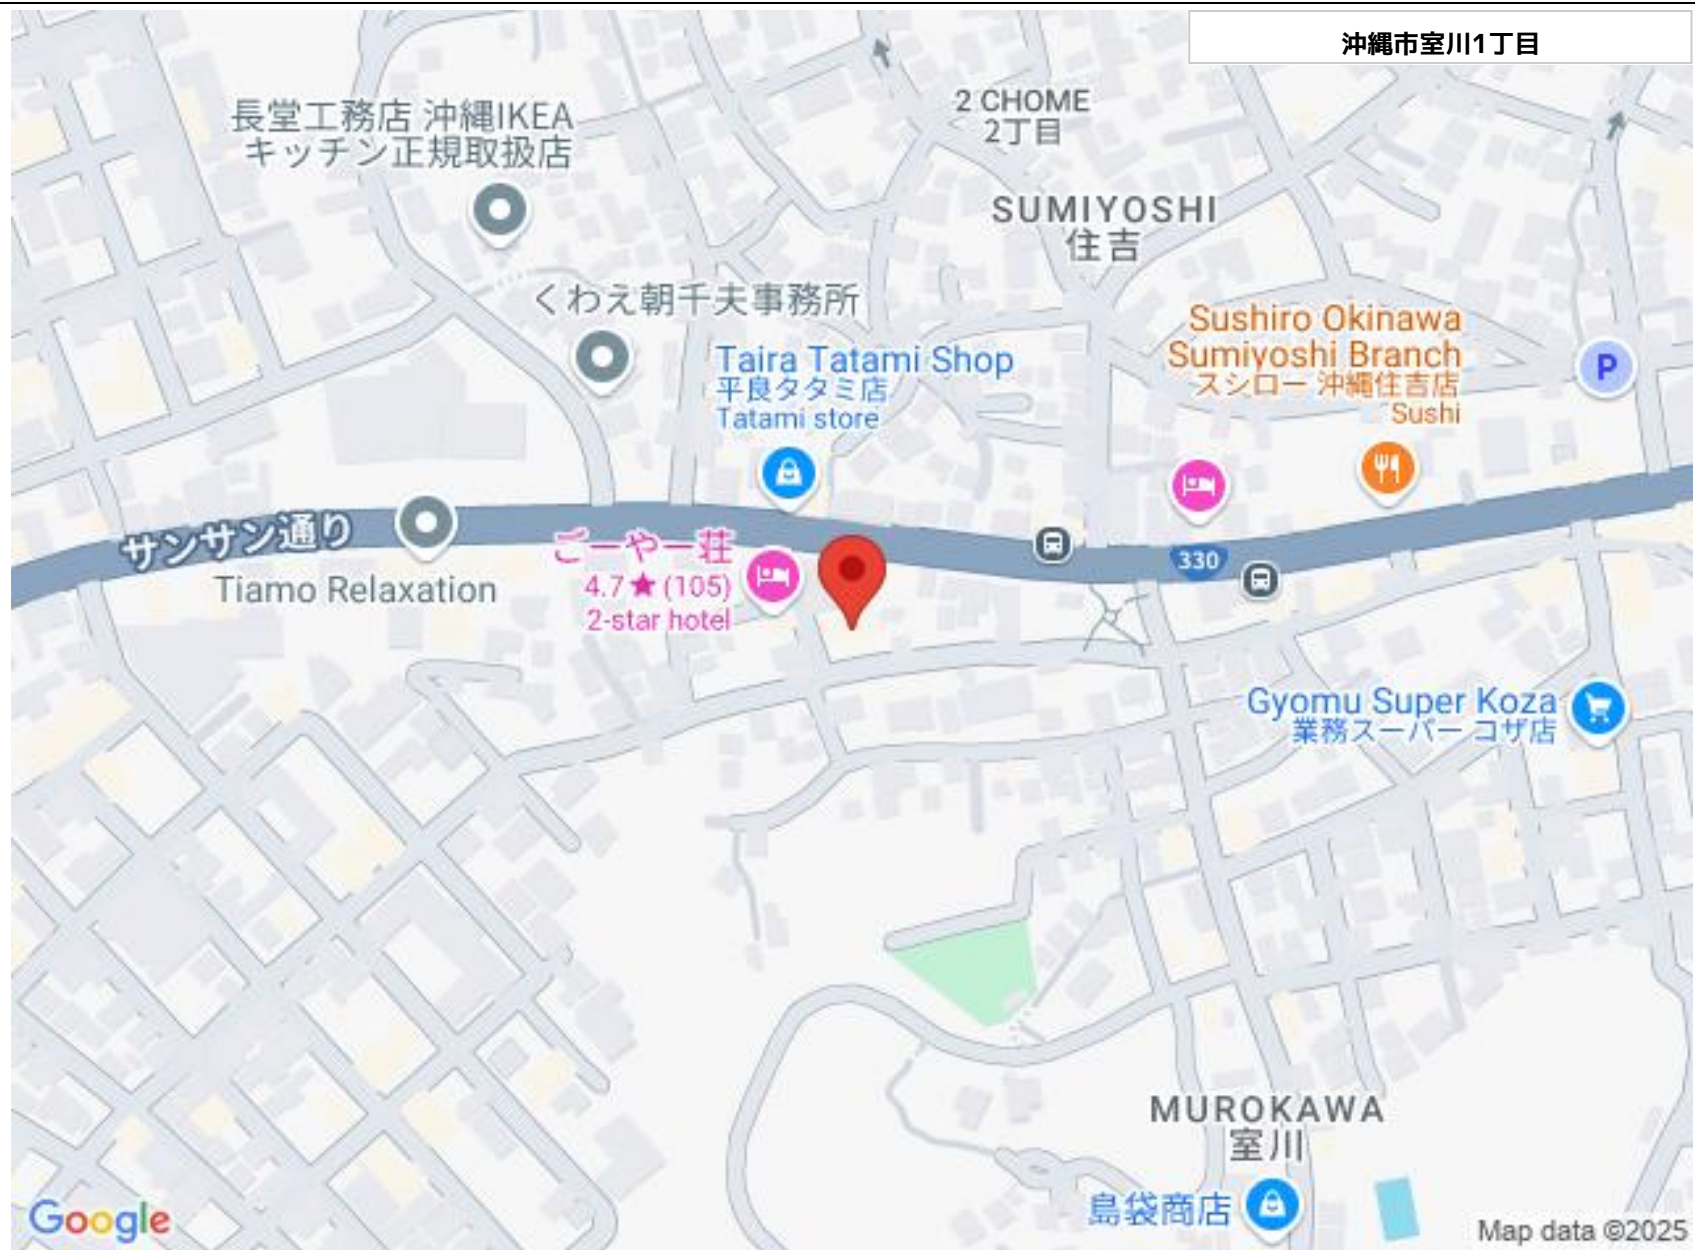 沖縄市室川1丁目
長堂工務店 沖縄IKEA
キッチン正規取扱店
2 CHOME
2丁目
SUMIYOSHI
住吉
くわえ朝千夫事務所
Sushiro Okinawa
Sumiyoshi Branch
スシロー 沖縄住吉店
Sushi
Taira Tatami Shop
平良タタミ店
Tatami store
P
サンサン通り
Tiamo Relaxation
ごーやー荘
4.7★(105)
2-star hotel
330
Gyomu Super Koza
業務スーパー コザ店
MUROKAWA
室川
島袋商店
Google
Map data ©2025